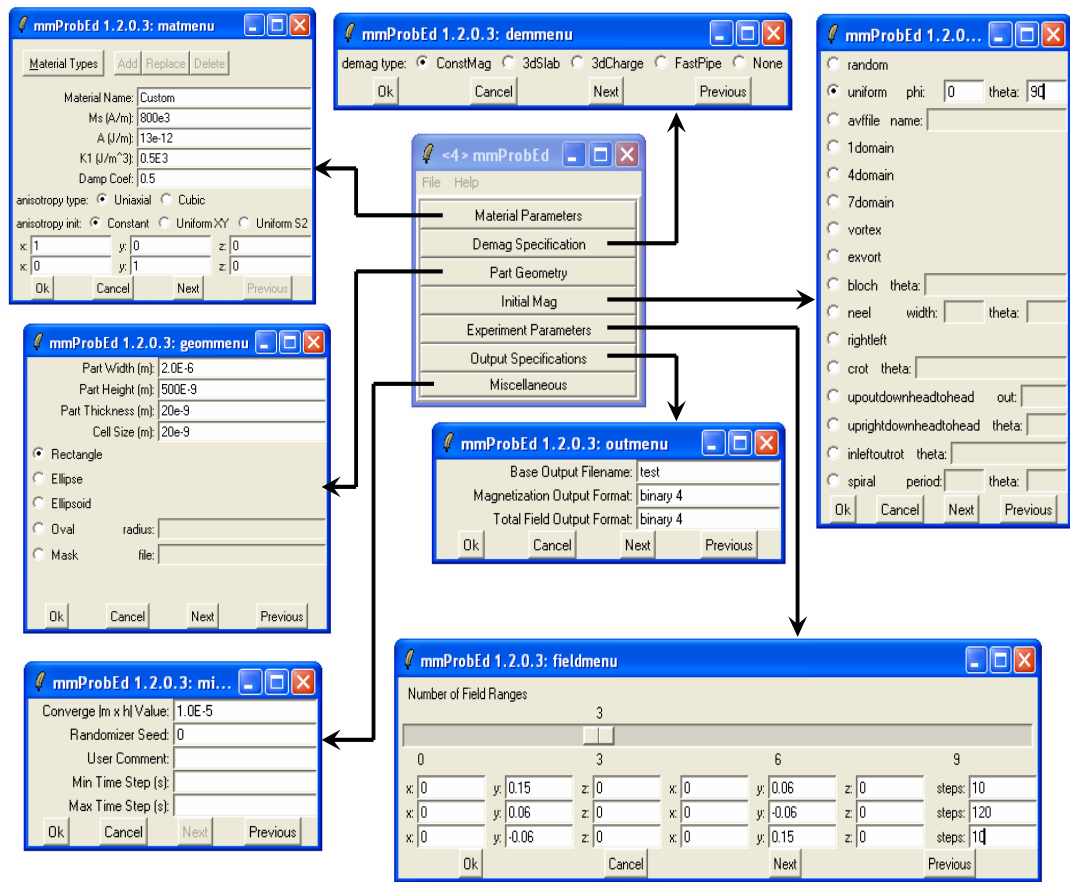 mmProbEd 1.2.0.3: matmenu
Material Types Add Replace Delete
Material Name: Custom
Ms (A/m): 800e3
A (J/m): 13e-12
K1 (J/m^3): 0.5E3
Damp Coef: 0.5
anisotropy type: Uniaxial Cubic
anisotropy init: Constant Uniform XY Uniform S2
x: 1 y: 0 z: 0
x: 0 y: 1 z: 0
Ok Cancel Next Previous
mmProbEd 1.2.0.3: demmenu
demag type: ConstMag 3dSlab 3dCharge FastPipe None
Ok Cancel Next Previous
<4> mmProbEd
File Help
Material Parameters
Demag Specification
Part Geometry
Initial Mag
Experiment Parameters
Output Specifications
Miscellaneous
mmProbEd 1.2.0...
random
uniform phi: 0 theta: 90
avffile name:
1domain
4domain
7domain
vortex
exvort
bloch theta:
neel width: theta:
rightleft
crot theta:
upoutdownheadtohead out:
uprightdownheadtohead theta:
inleftoutrot theta:
spiral period: theta:
Ok Cancel Next Previous
mmProbEd 1.2.0.3: geommenu
Part Width (m): 2.0E-6
Part Height (m): 500E-9
Part Thickness (m): 20e-9
Cell Size (m): 20e-9
Rectangle
Ellipse
Ellipsoid
Oval radius:
Mask file:
Ok Cancel Next Previous
mmProbEd 1.2.0.3: outmenu
Base Output Filename: test
Magnetization Output Format: binary 4
Total Field Output Format: binary 4
Ok Cancel Next Previous
mmProbEd 1.2.0.3: mi...
Converge |m x h| Value: 1.0E-5
Randomizer Seed: 0
User Comment:
Min Time Step (s):
Max Time Step (s):
Ok Cancel Next Previous
mmProbEd 1.2.0.3: fieldmenu
Number of Field Ranges
3
0 3 6 9
x: 0 y: 0.15 z: 0 x: 0 y: 0.06 z: 0 steps: 10
x: 0 y: 0.06 z: 0 x: 0 y: -0.06 z: 0 steps: 120
x: 0 y: -0.06 z: 0 x: 0 y: 0.15 z: 0 steps: 10
Ok Cancel Next Previous